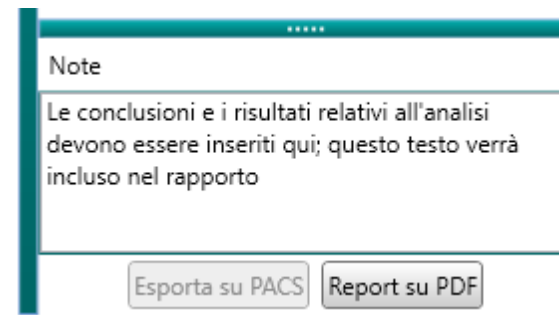 Note
Le conclusioni e i risultati relativi all'analisi
devono essere inseriti qui; questo testo verrà
incluso nel rapporto
Esporta su PACS Report su PDF